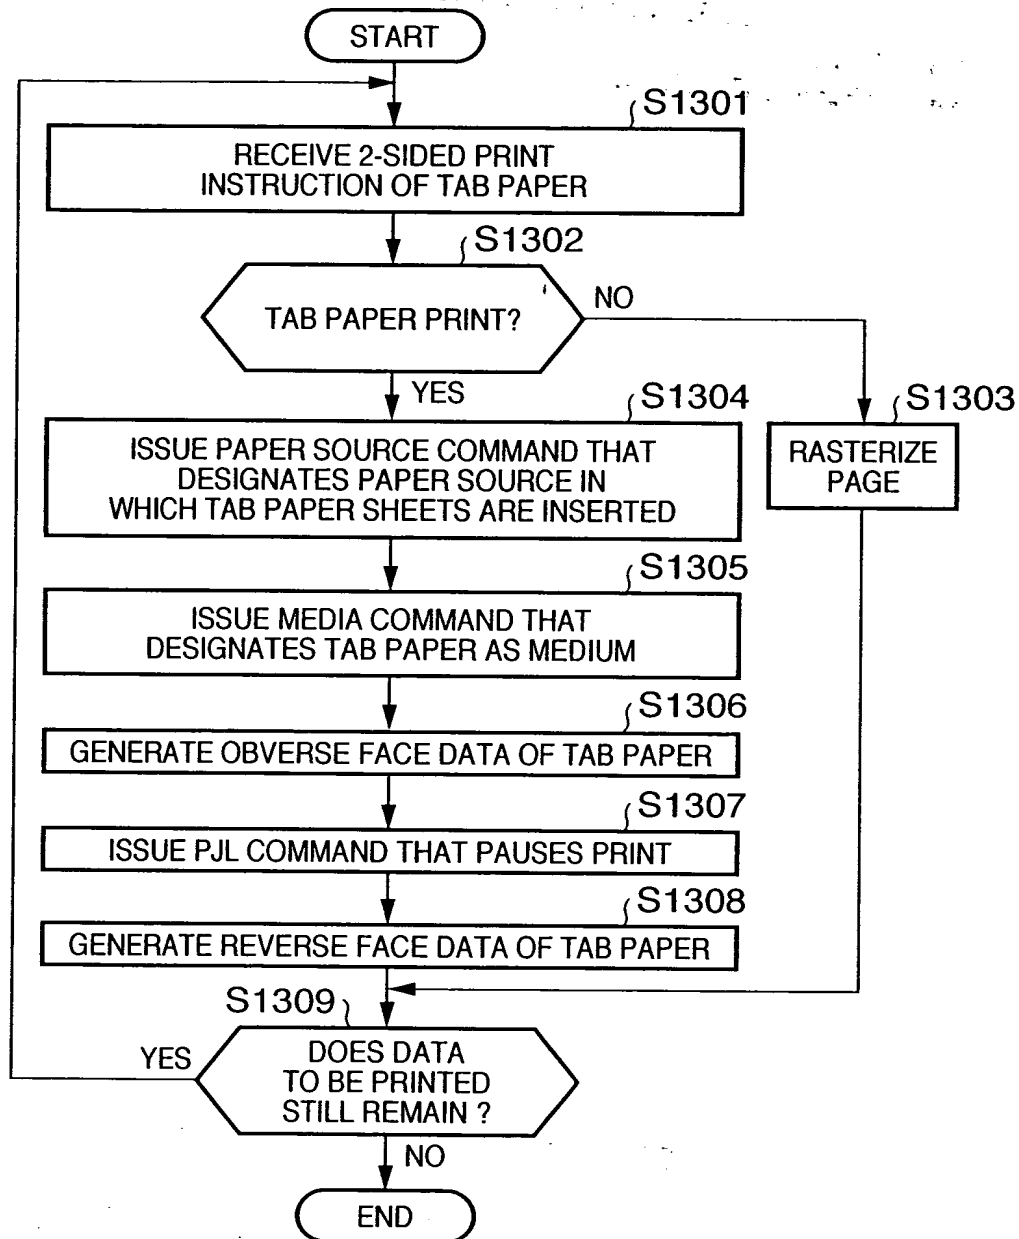 START
S1301
RECEIVE 2-SIDED PRINT
INSTRUCTION OF TAB PAPER
S1302
TAB PAPER PRINT?
NO
YES
S1304
S1303
ISSUE PAPER SOURCE COMMAND THAT
DESIGNATES PAPER SOURCE IN
WHICH TAB PAPER SHEETS ARE INSERTED
RASTERIZE
PAGE
S1305
ISSUE MEDIA COMMAND THAT
DESIGNATES TAB PAPER AS MEDIUM
S1306
GENERATE OBVERSE FACE DATA OF TAB PAPER
S1307
ISSUE PJL COMMAND THAT PAUSES PRINT
S1308
GENERATE REVERSE FACE DATA OF TAB PAPER
S1309
YES
DOES DATA
TO BE PRINTED
STILL REMAIN ?
NO
END